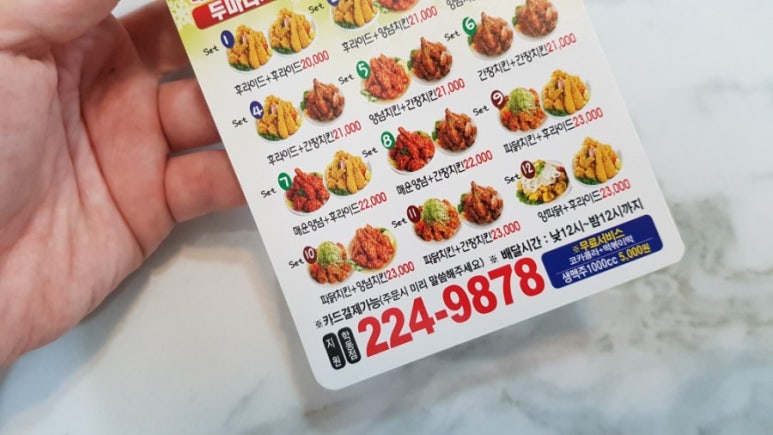 두마리
Set 1 후라이드+후라이드20,000
후라이드+양념치킨21,000
6 간장치킨+간장치킨21,000
Set 4 후라이드+간장치킨21,000
Set 5 양념치킨+간장치킨21,000
Set 9 파닭치킨+후라이드23,000
Set 7 매운양념+후라이드22,000
Set 8 매운양념+간장치킨22,000
Set 12 양파닭+후라이드23,000
Set 10 파닭치킨+양념치킨23,000
Set 11 파닭치킨+간장치킨23,000
※카드결제가능(주문시 미리 말씀해주세요) ※ 배달시간 : 낮12시~밤12시까지
지원 학동점 224-9878
※무료서비스
코카콜라+떡볶이떡
생맥주1000cc 5,000원